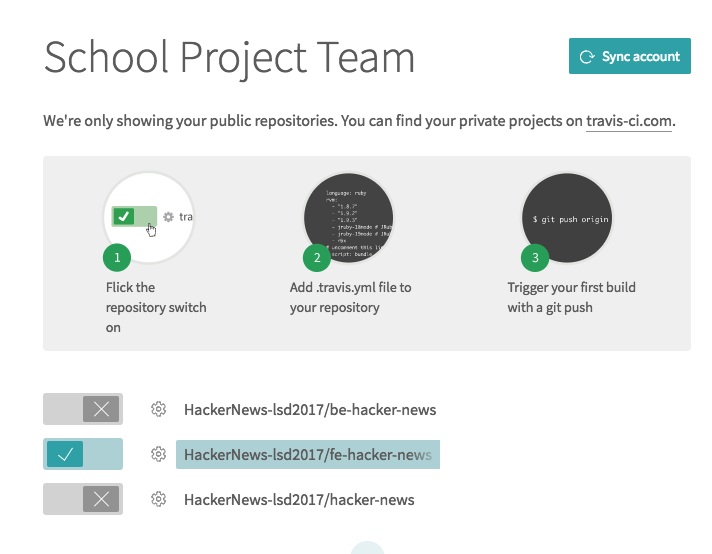 School Project Team
Sync account
We're only showing your public repositories. You can find your private projects on travis-ci.com.
tra
language: ruby
rvm:
- "1.8.7"
- "1.9.2"
- "1.9.3"
- jruby-18mode # JRu
- jruby-19mode # JRu
- rbx
# uncomment this li
script: bundle
$ git push origin
1
2
3
Flick the
repository switch
on
Add .travis.yml file to
your repository
Trigger your first build
with a git push
HackerNews-lsd2017/be-hacker-news
HackerNews-lsd2017/fe-hacker-news
HackerNews-lsd2017/hacker-news